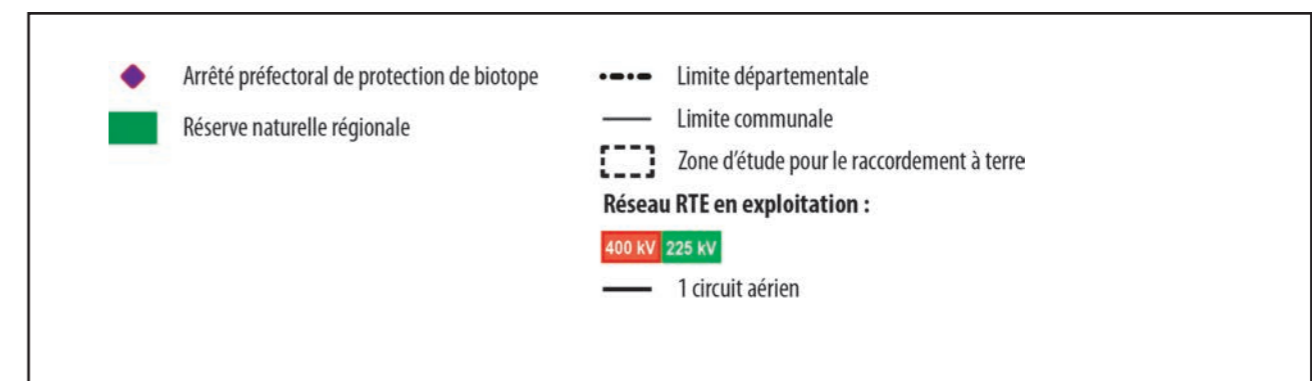 Arrêté préfectoral de protection de biotope
Réserve naturelle régionale
Limite départementale
Limite communale
Zone d'étude pour le raccordement à terre
Réseau RTE en exploitation :
400 kV 225 kV
1 circuit aérien